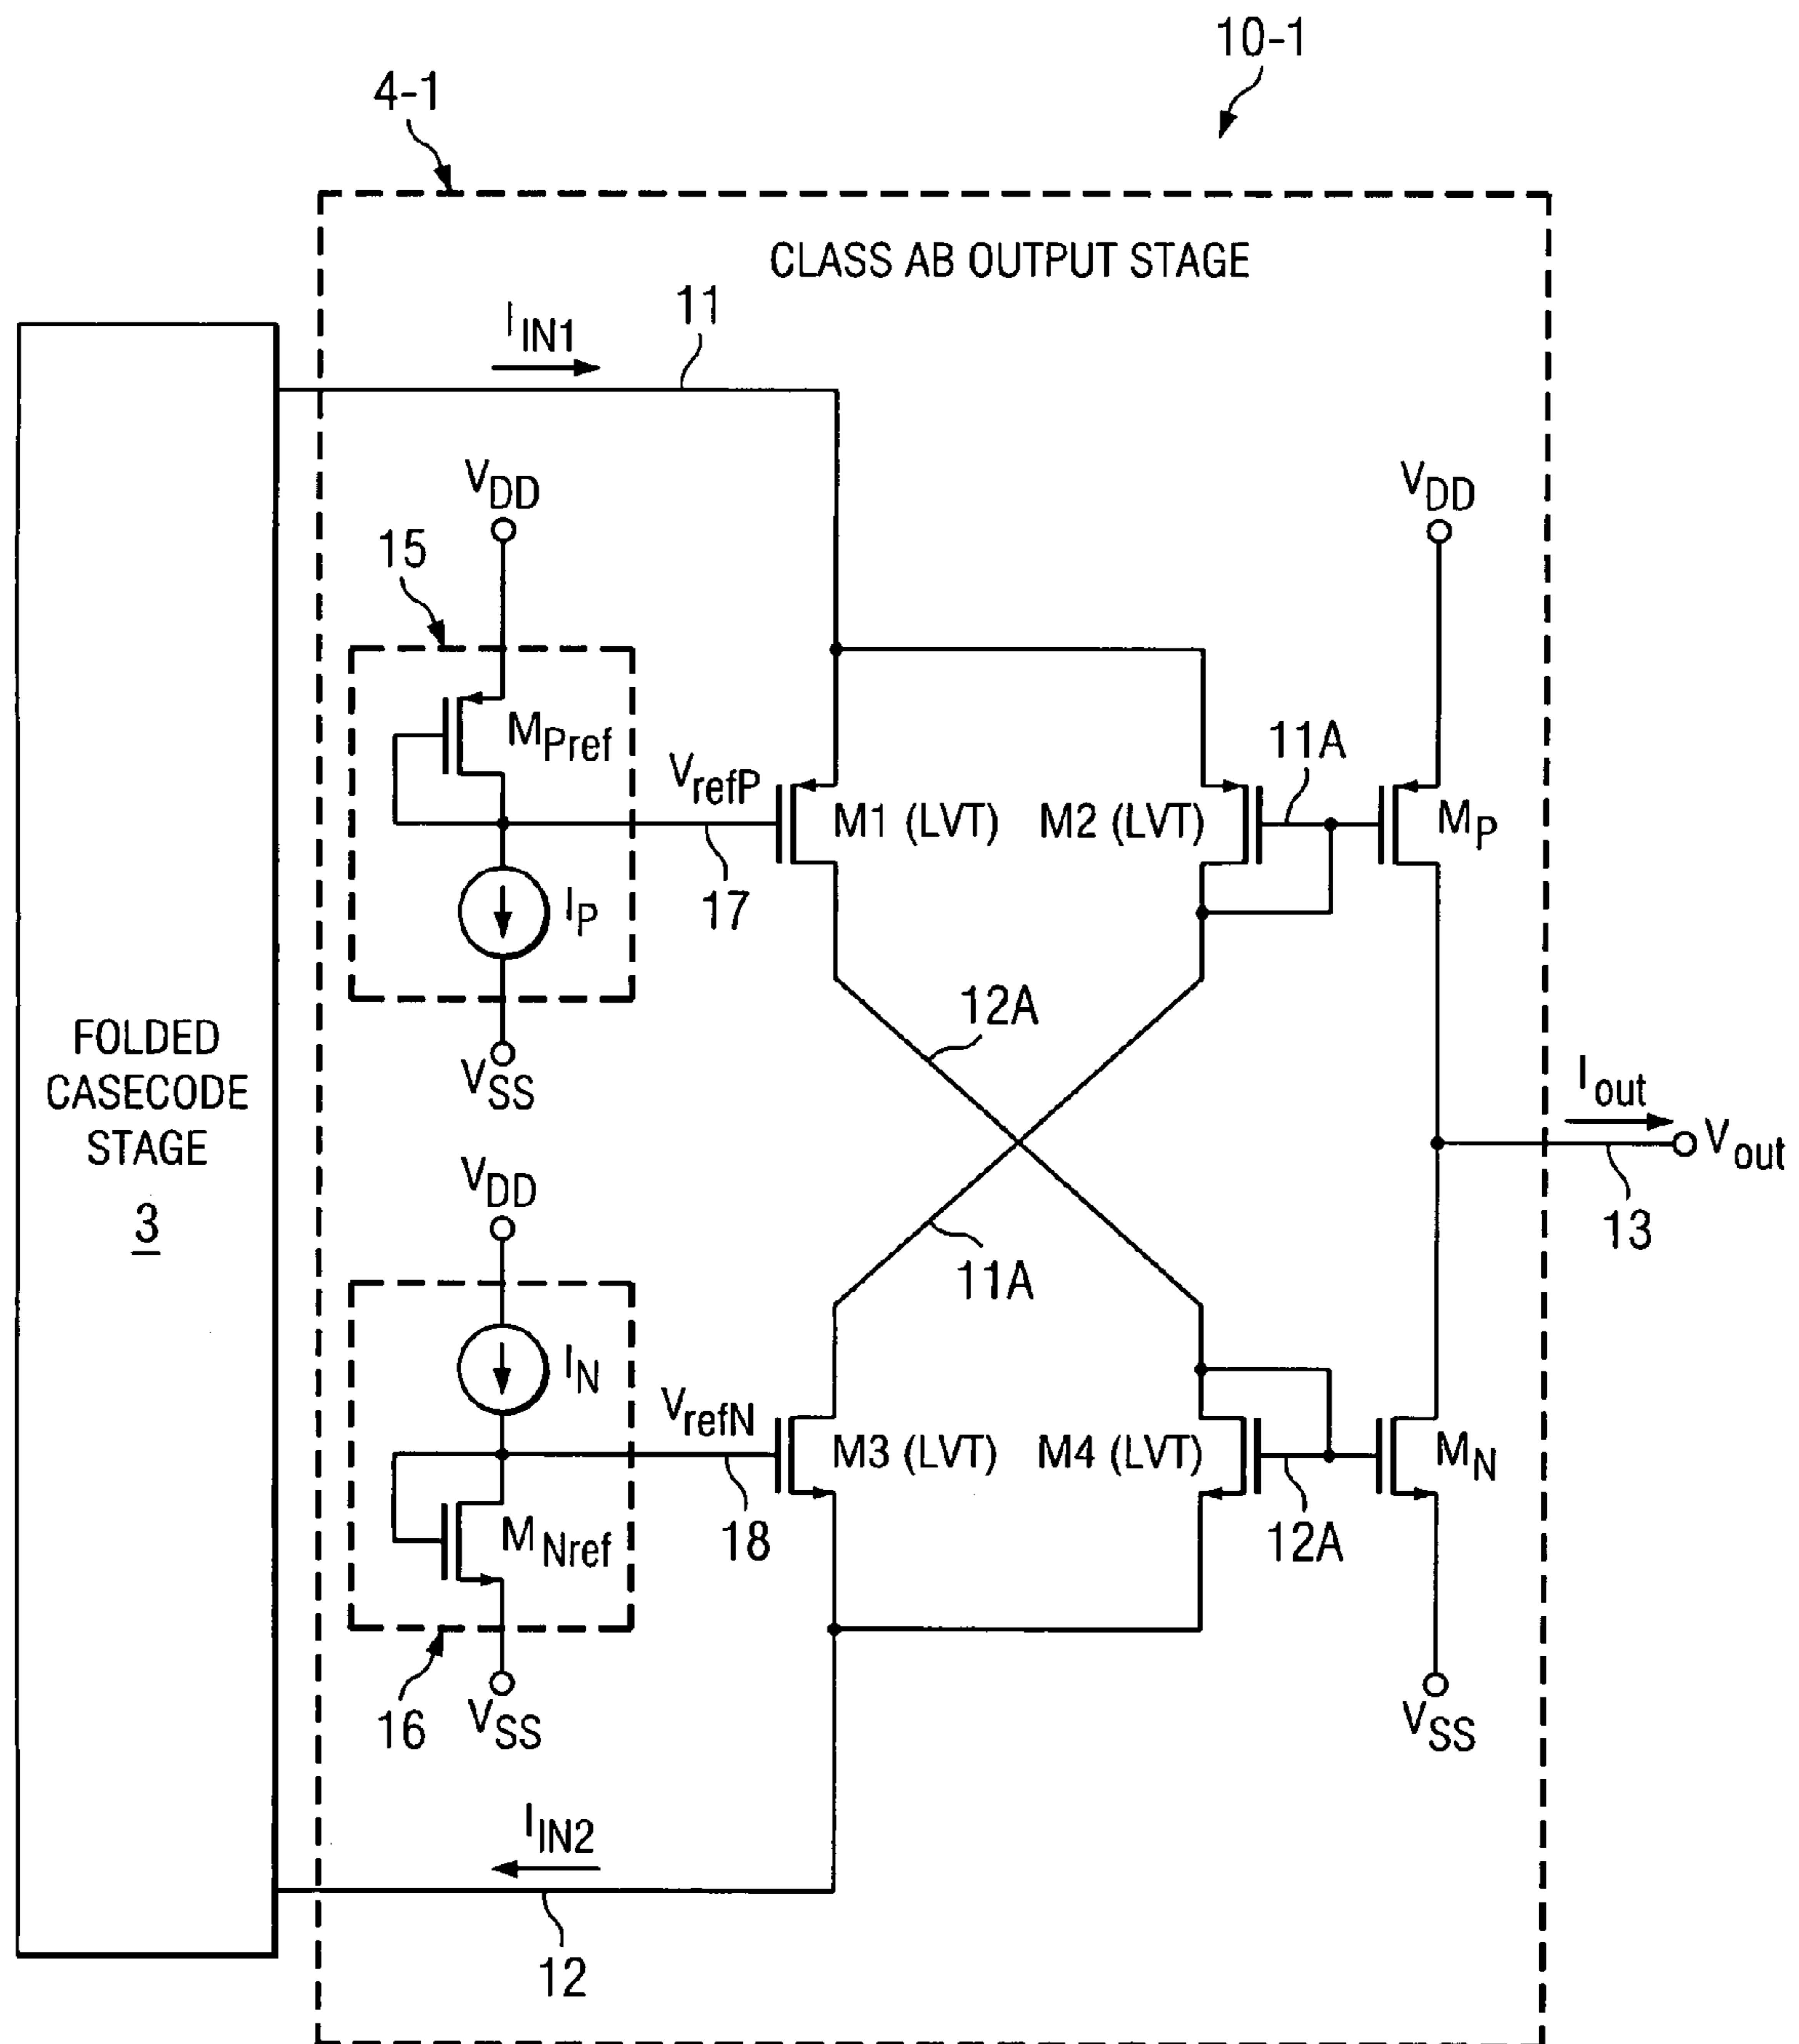 10-1
4-1
CLASS AB OUTPUT STAGE
11
IIN1
VDD
VDD
15
MPref
VrefP
11A
M1 (LVT)
M2 (LVT)
MP
IP
17
12A
VSS
FOLDED
CASECODE
STAGE
3
Iout
Vout
13
VDD
11A
IN
VrefN
M3 (LVT)
M4 (LVT)
MN
MNref
18
12A
16
VSS
VSS
IIN2
12